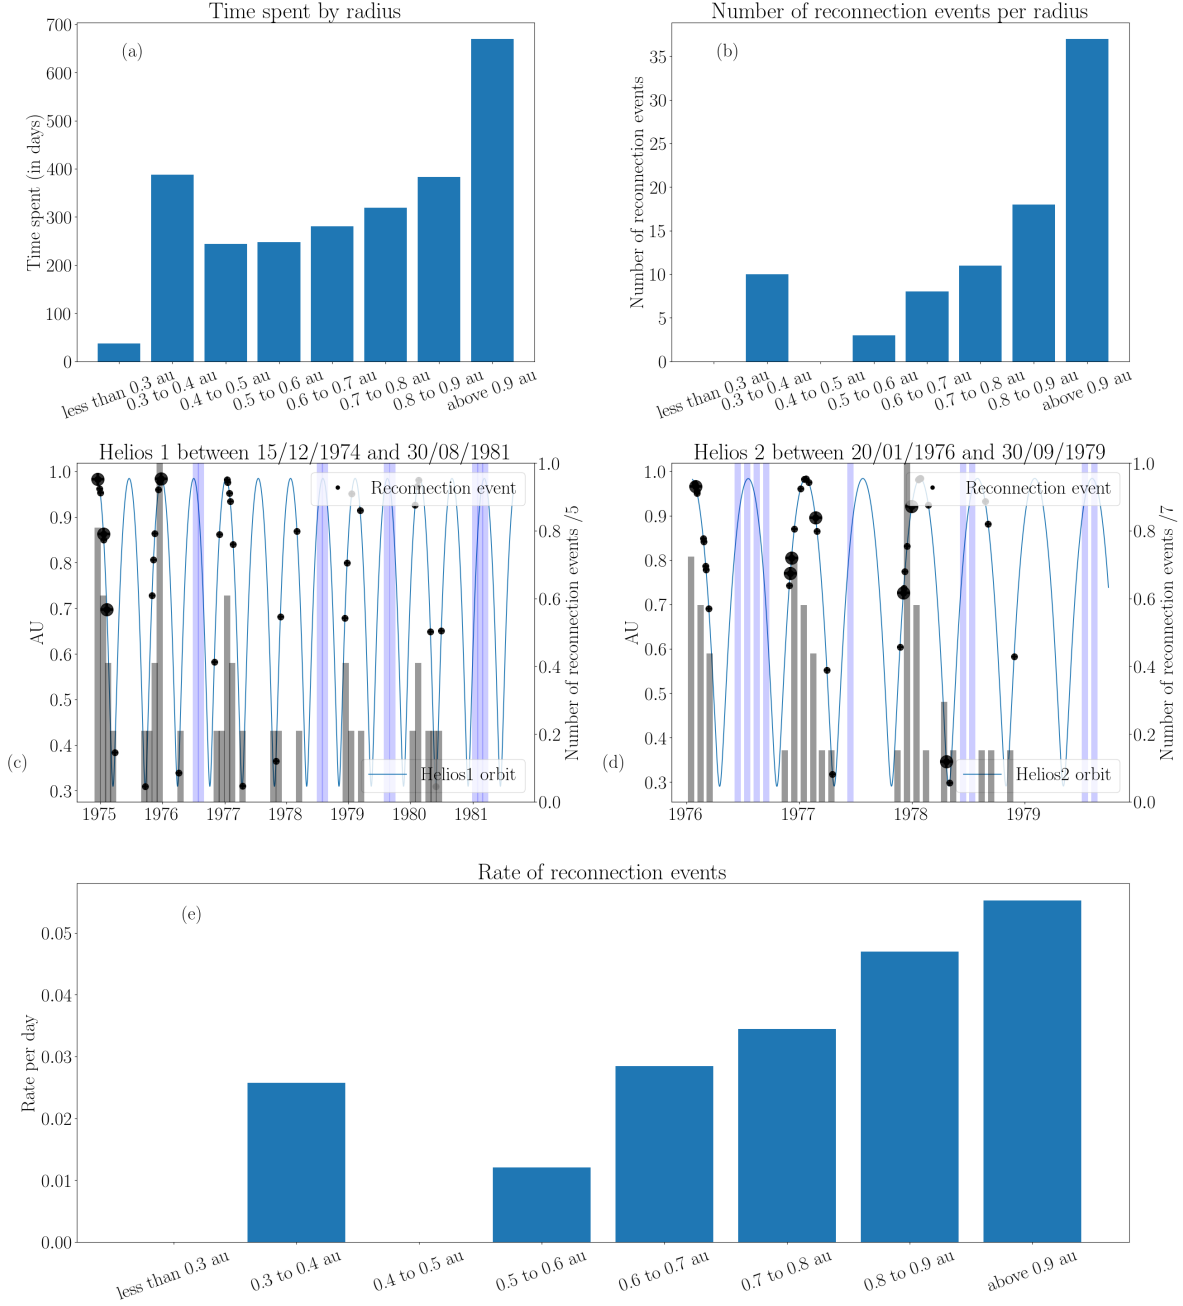 Time spent by radius
(a)
Time spent (in days)
700
600
500
400
300
200
100
0
less than 0.3 au
0.3 to 0.4 au
0.4 to 0.5 au
0.5 to 0.6 au
0.6 to 0.7 au
0.7 to 0.8 au
0.8 to 0.9 au
above 0.9 au
Number of reconnection events per radius
(b)
Number of reconnection events
35
30
25
20
15
10
5
0
less than 0.3 au
0.3 to 0.4 au
0.4 to 0.5 au
0.5 to 0.6 au
0.6 to 0.7 au
0.7 to 0.8 au
0.8 to 0.9 au
above 0.9 au
Helios 1 between 15/12/1974 and 30/08/1981
(c)
AU
1.0
0.9
0.8
0.7
0.6
0.5
0.4
0.3
1975
1976
1977
1978
1979
1980
1981
Reconnection event
Helios1 orbit
1.0
0.8
0.6
0.4
0.2
0.0
Number of reconnection events /5
Helios 2 between 20/01/1976 and 30/09/1979
(d)
AU
1.0
0.9
0.8
0.7
0.6
0.5
0.4
0.3
1976
1977
1978
1979
Reconnection event
Helios2 orbit
1.0
0.8
0.6
0.4
0.2
0.0
Number of reconnection events /7
Rate of reconnection events
(e)
Rate per day
0.05
0.04
0.03
0.02
0.01
0.00
less than 0.3 au
0.3 to 0.4 au
0.4 to 0.5 au
0.5 to 0.6 au
0.6 to 0.7 au
0.7 to 0.8 au
0.8 to 0.9 au
above 0.9 au